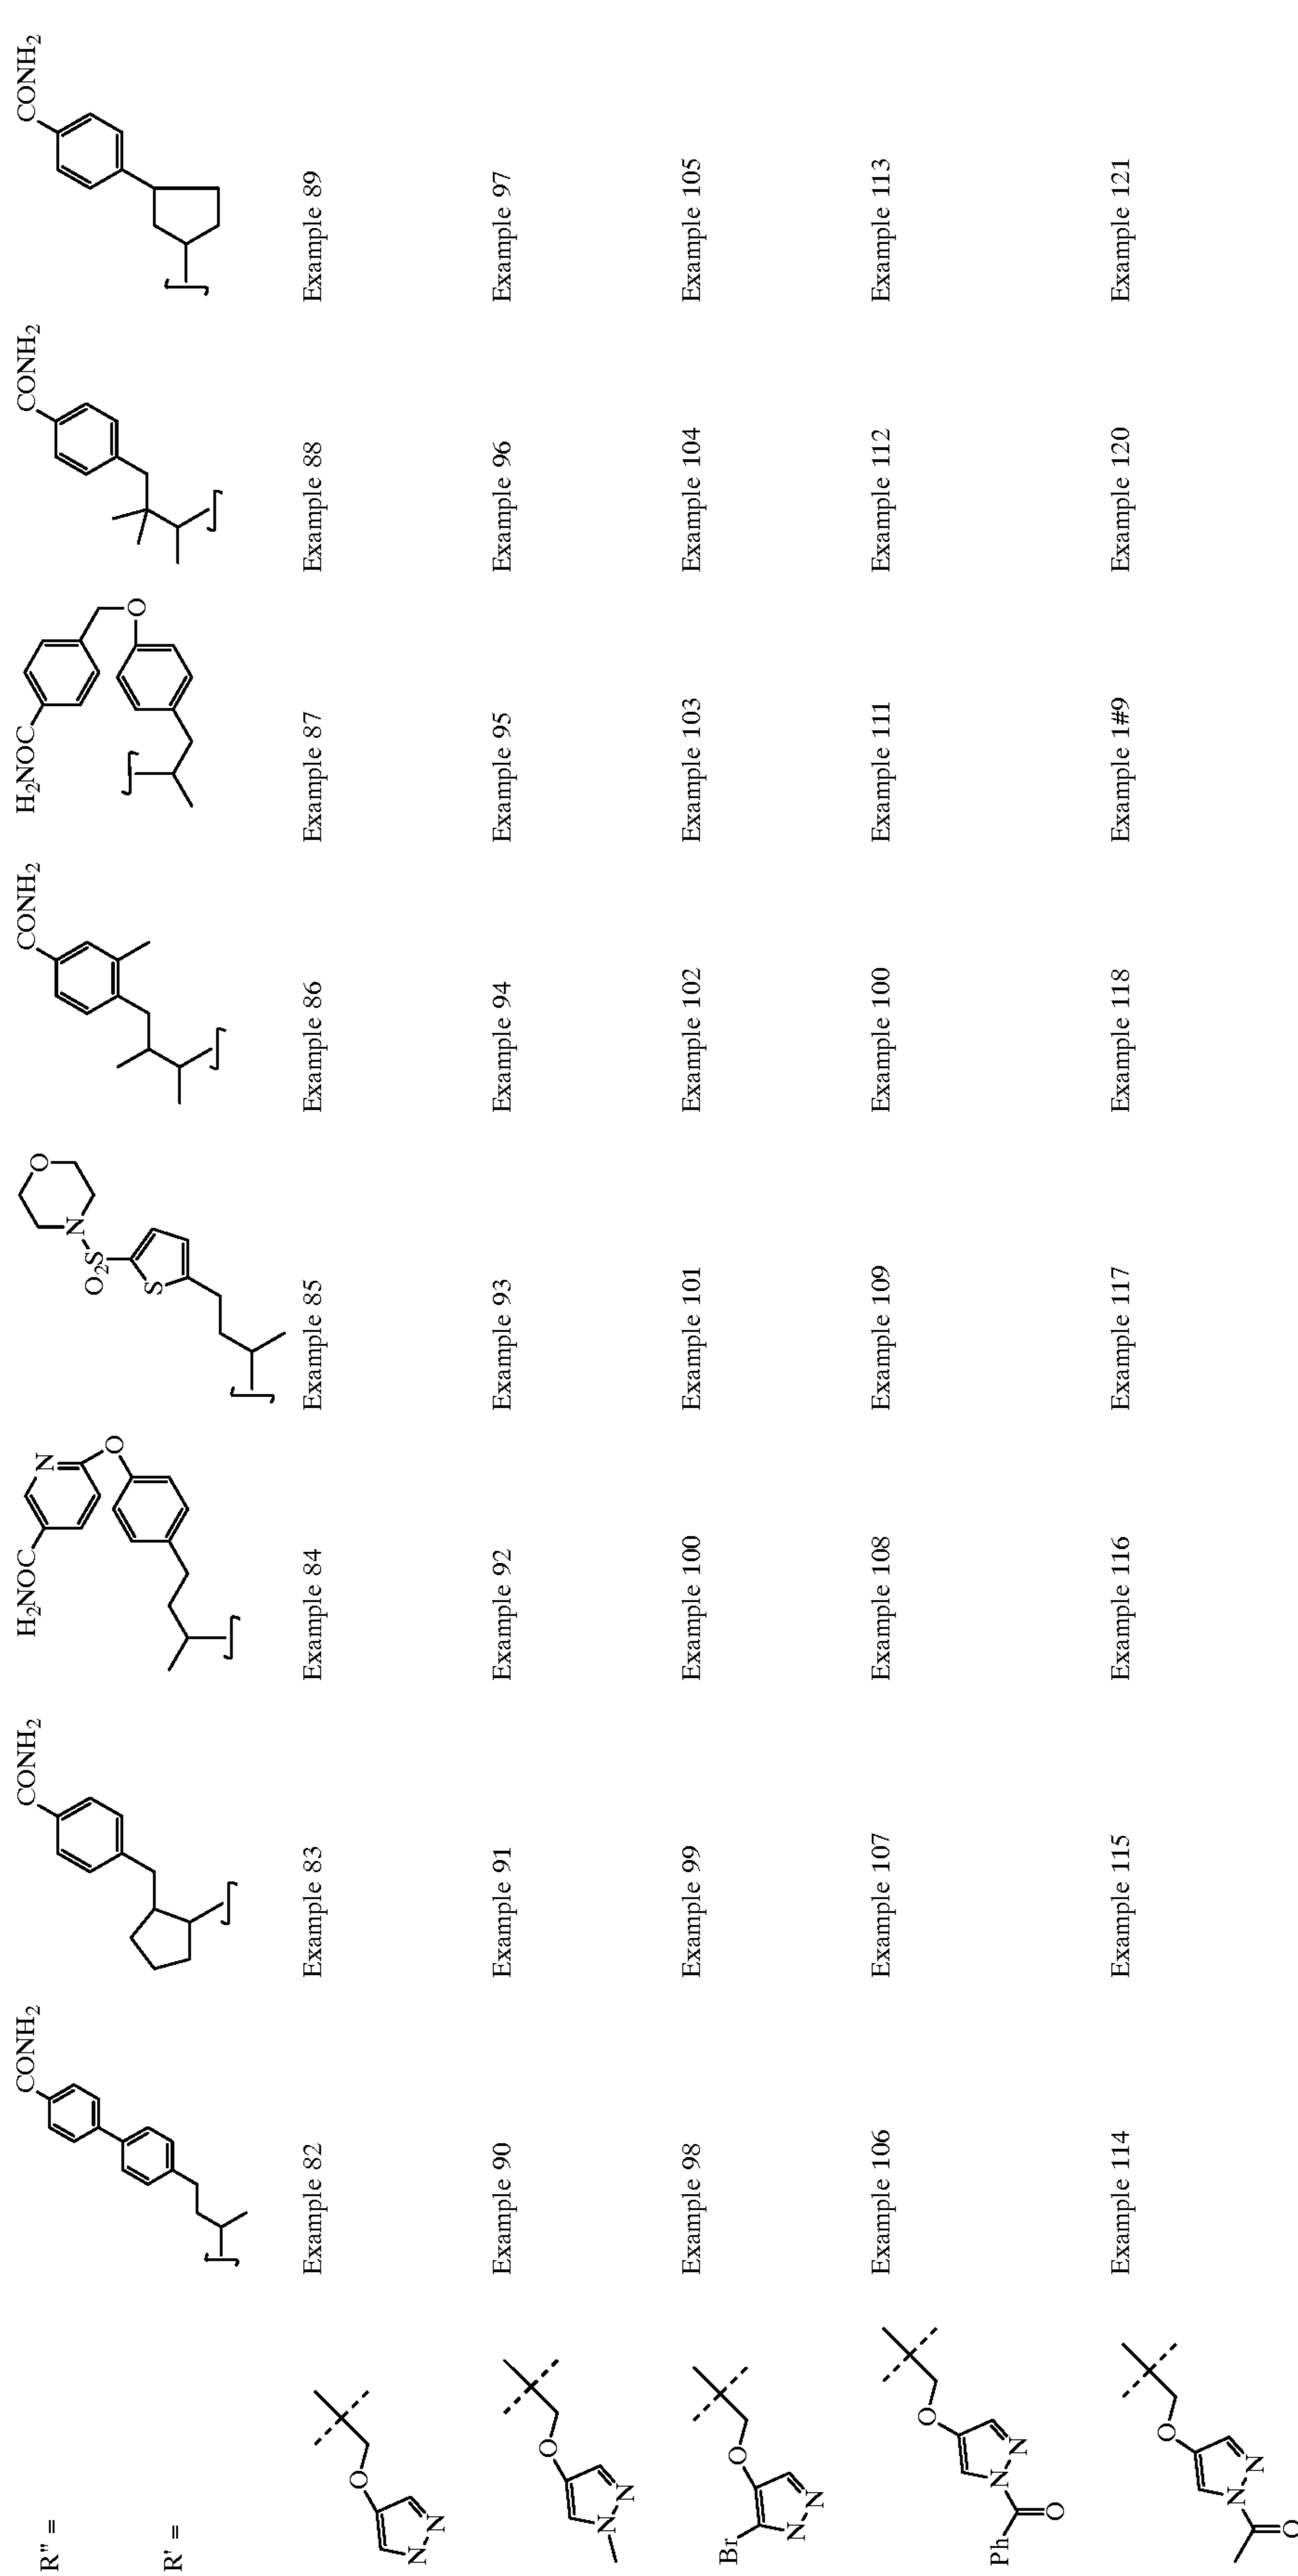 R'' =
CONH₂
CONH₂
H₂NOC N O
O N O₂S S
CONH₂
H₂NOC O
CONH₂
CONH₂
R' =
O N N
Example 82 Example 83 Example 84 Example 85 Example 86 Example 87 Example 88 Example 89
O N N
Example 90 Example 91 Example 92 Example 93 Example 94 Example 95 Example 96 Example 97
Br O N N
Example 98 Example 99 Example 100 Example 101 Example 102 Example 103 Example 104 Example 105
Ph O N N O
Example 106 Example 107 Example 108 Example 109 Example 100 Example 111 Example 112 Example 113
O N N O
Example 114 Example 115 Example 116 Example 117 Example 118 Example 1#9 Example 120 Example 121